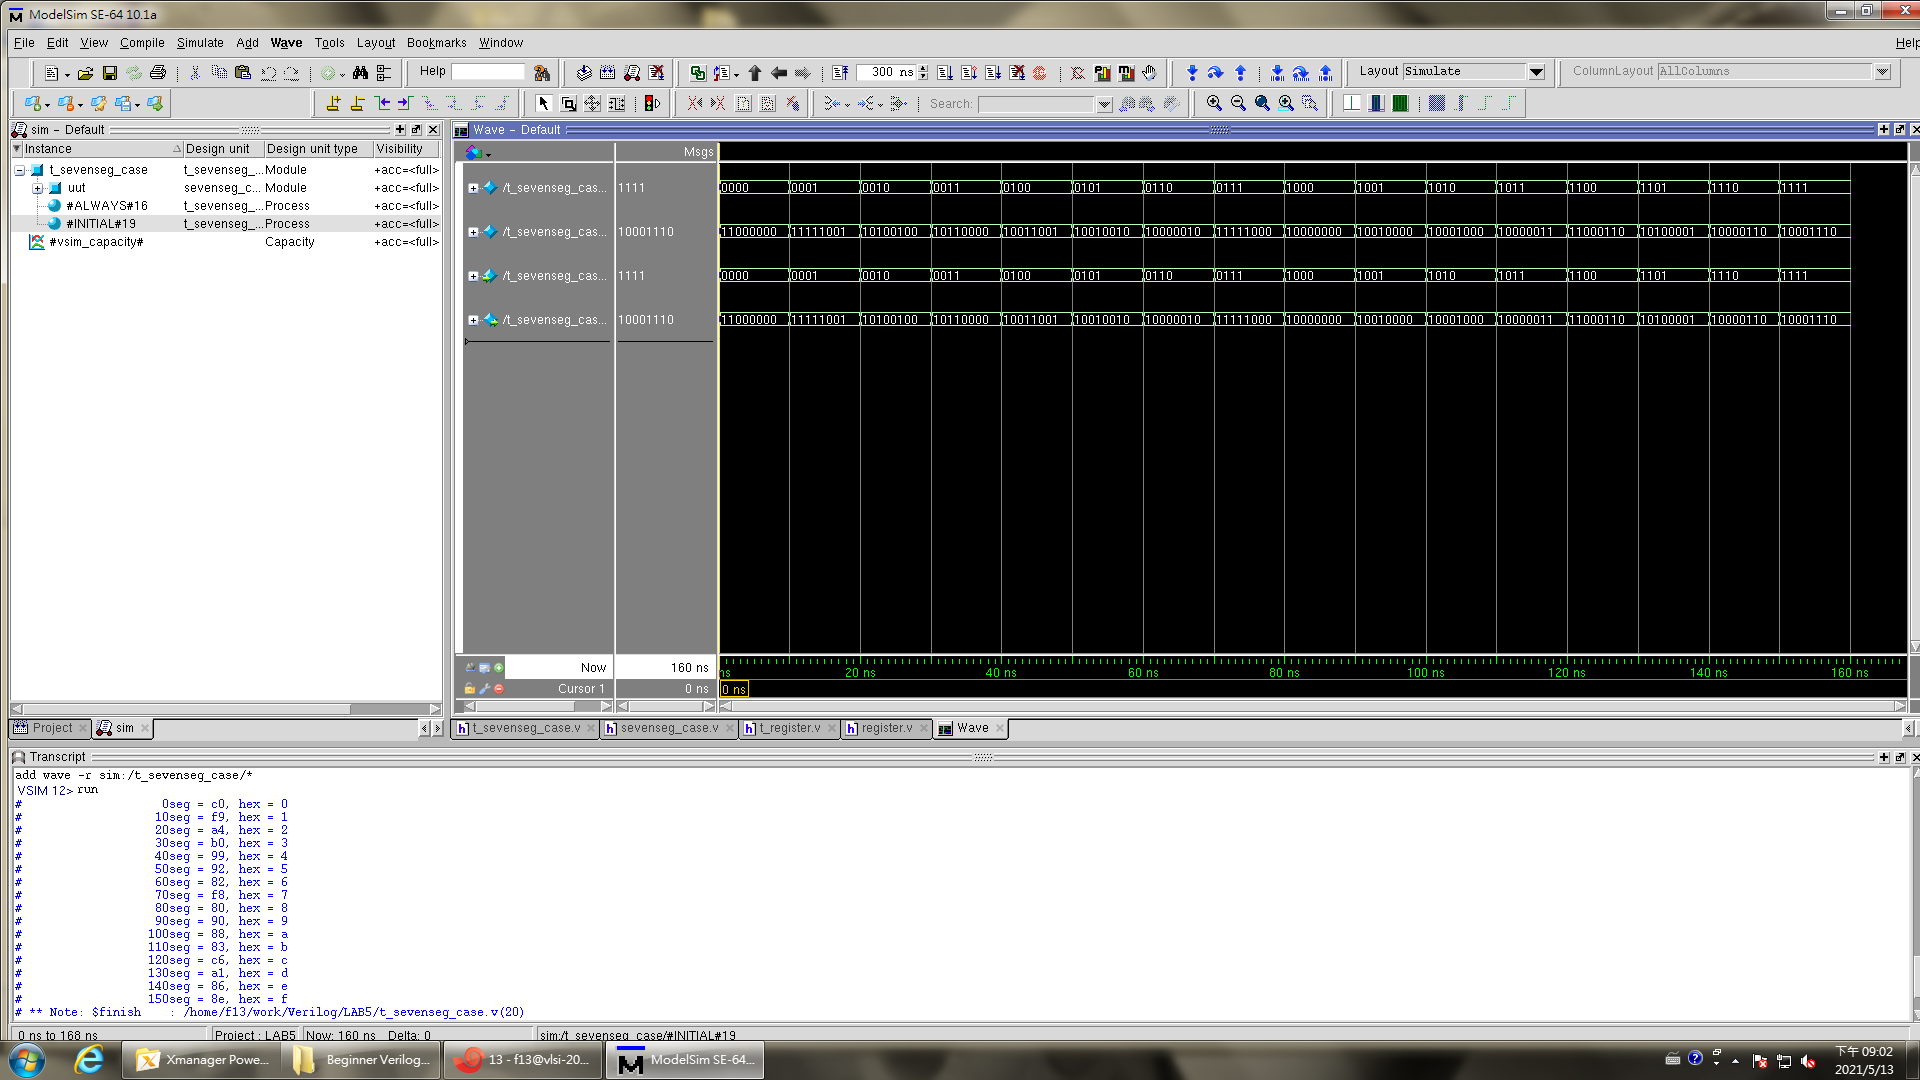 ModelSim SE-64 10.1a
File Edit View Compile Simulate Add Wave Tools Layout Bookmarks Window Help
Help 300 ns Layout Simulate ColumnLayout AllColumns
Search:
sim - Default
Instance Design unit Design unit type Visibility
t_sevenseg_case t_sevenseg_... Module +acc=<full>
uut sevenseg_c... Module +acc=<full>
#ALWAYS#16 t_sevenseg_... Process +acc=<full>
#INITIAL#19 t_sevenseg_... Process +acc=<full>
#vsim_capacity# Capacity +acc=<full>
Project sim
Wave - Default
Msgs
/t_sevenseg_cas... 1111 0000 0001 0010 0011 0100 0101 0110 0111 1000 1001 1010 1011 1100 1101 1110 1111
/t_sevenseg_cas... 10001110 11000000 11111001 10100100 10110000 10011001 10010010 10000010 11111000 10000000 10010000 10001000 10000011 11000110 10100001 10000110 10001110
/t_sevenseg_cas... 1111 0000 0001 0010 0011 0100 0101 0110 0111 1000 1001 1010 1011 1100 1101 1110 1111
/t_sevenseg_cas... 10001110 11000000 11111001 10100100 10110000 10011001 10010010 10000010 11111000 10000000 10010000 10001000 10000011 11000110 10100001 10000110 10001110
Now 160 ns ns 20 ns 40 ns 60 ns 80 ns 100 ns 120 ns 140 ns 160 ns
Cursor 1 0 ns 0 ns
t_sevenseg_case.v sevenseg_case.v t_register.v register.v Wave
Transcript
add wave -r sim:/t_sevenseg_case/*
VSIM 12> run
# 0seg = c0, hex = 0
# 10seg = f9, hex = 1
# 20seg = a4, hex = 2
# 30seg = b0, hex = 3
# 40seg = 99, hex = 4
# 50seg = 92, hex = 5
# 60seg = 82, hex = 6
# 70seg = f8, hex = 7
# 80seg = 80, hex = 8
# 90seg = 90, hex = 9
# 100seg = 88, hex = a
# 110seg = 83, hex = b
# 120seg = c6, hex = c
# 130seg = a1, hex = d
# 140seg = 86, hex = e
# 150seg = 8e, hex = f
# ** Note: $finish : /home/f13/work/Verilog/LAB5/t_sevenseg_case.v(20)
0 ns to 168 ns Project : LAB5 Now: 160 ns Delta: 0 sim:/t_sevenseg_case/#INITIAL#19
Xmanager Powe... Beginner Verilog... 13 - f13@vlsi-20... ModelSim SE-64...
下午 09:02
2021/5/13